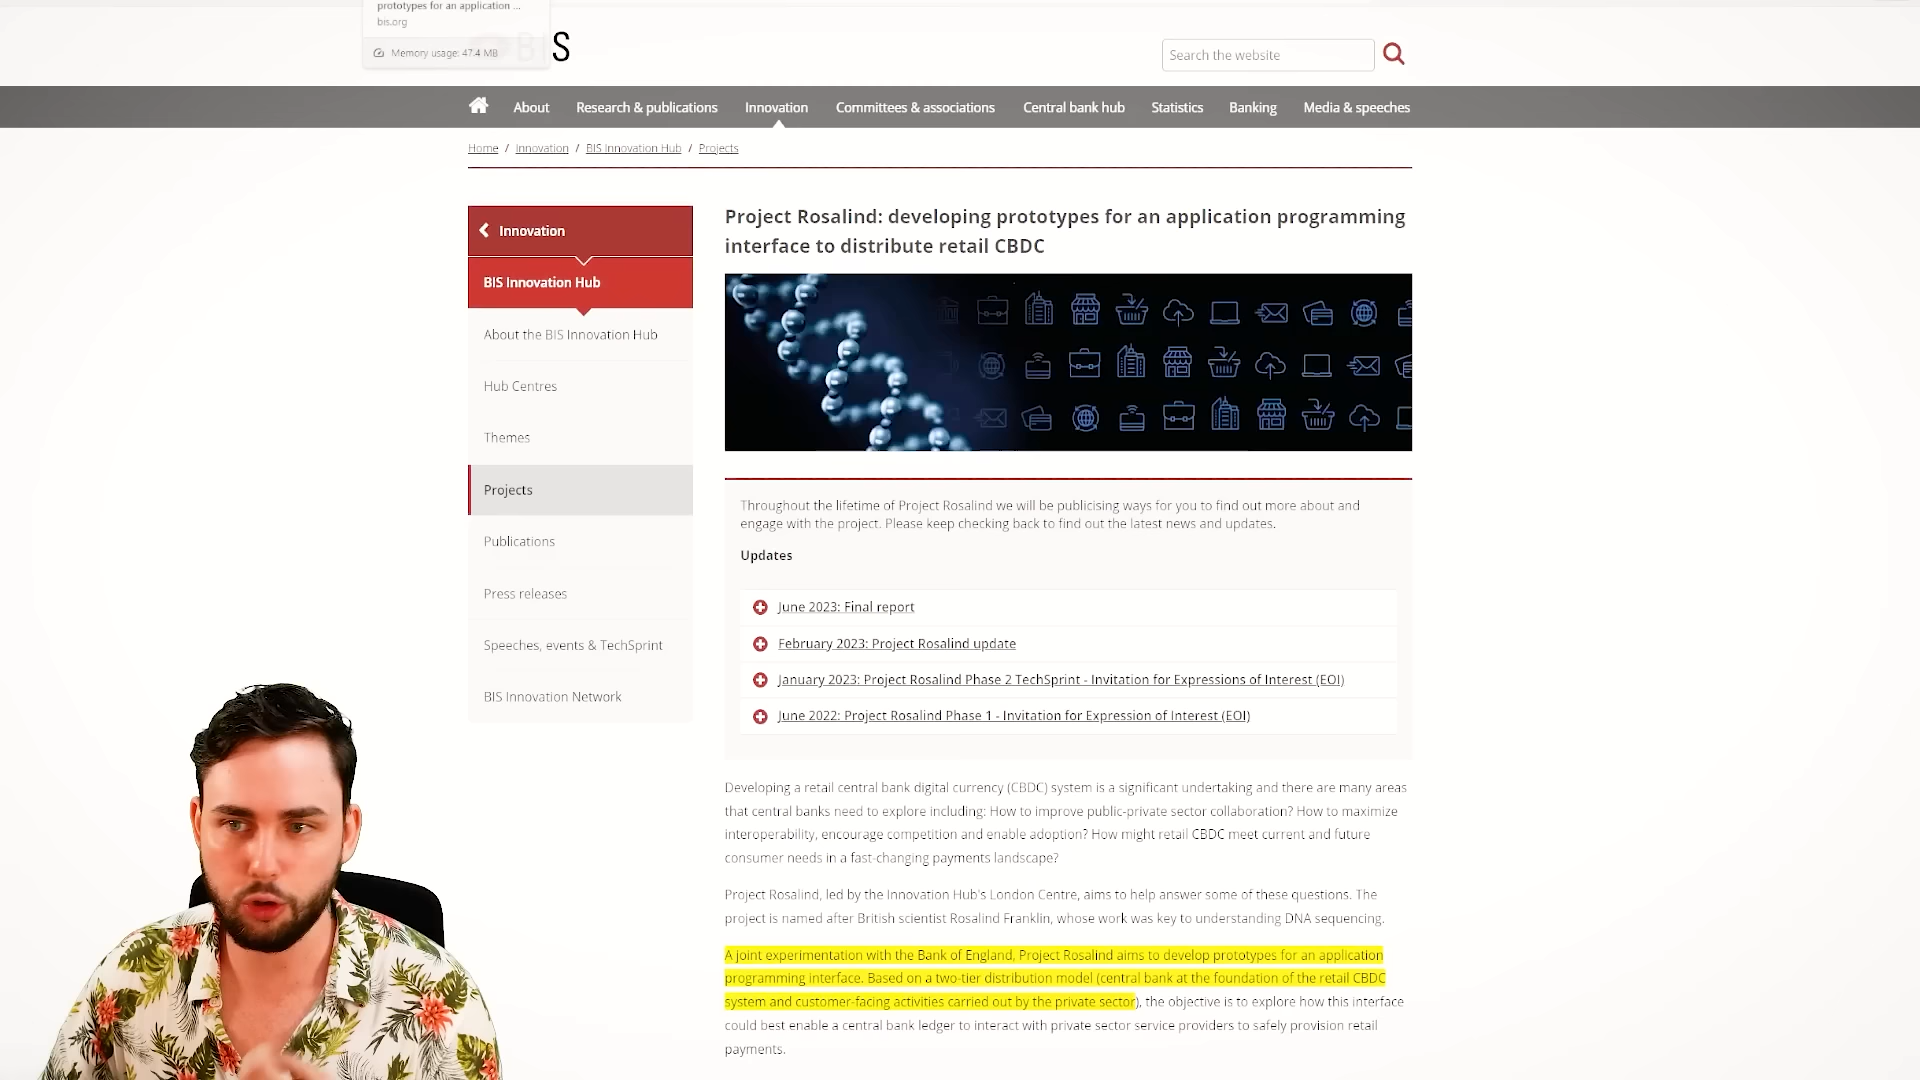 prototypes for an application ...
bis.org
Memory usage: 47.4 MB
BIS
Search the website
About Research & publications Innovation Committees & associations Central bank hub Statistics Banking Media & speeches
Home / Innovation / BIS Innovation Hub / Projects
Innovation
BIS Innovation Hub
About the BIS Innovation Hub
Hub Centres
Themes
Projects
Publications
Press releases
Speeches, events & TechSprint
BIS Innovation Network
Project Rosalind: developing prototypes for an application programming
interface to distribute retail CBDC
Throughout the lifetime of Project Rosalind we will be publicising ways for you to find out more about and
engage with the project. Please keep checking back to find out the latest news and updates.
Updates
June 2023: Final report
February 2023: Project Rosalind update
January 2023: Project Rosalind Phase 2 TechSprint - Invitation for Expressions of Interest (EOI)
June 2022: Project Rosalind Phase 1 - Invitation for Expression of Interest (EOI)
Developing a retail central bank digital currency (CBDC) system is a significant undertaking and there are many areas
that central banks need to explore including: How to improve public-private sector collaboration? How to maximize
interoperability, encourage competition and enable adoption? How might retail CBDC meet current and future
consumer needs in a fast-changing payments landscape?
Project Rosalind, led by the Innovation Hub's London Centre, aims to help answer some of these questions. The
project is named after British scientist Rosalind Franklin, whose work was key to understanding DNA sequencing.
A joint experimentation with the Bank of England, Project Rosalind aims to develop prototypes for an application
programming interface. Based on a two-tier distribution model (central bank at the foundation of the retail CBDC
system and customer-facing activities carried out by the private sector), the objective is to explore how this interface
could best enable a central bank ledger to interact with private sector service providers to safely provision retail
payments.